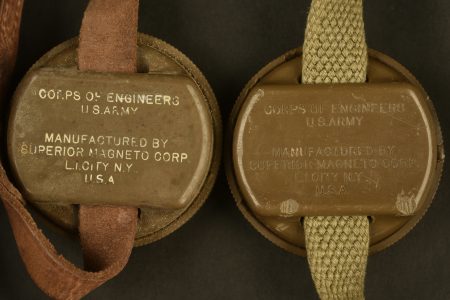 CORPS OF ENGINEERS
U.S. ARMY
MANUFACTURED BY
SUPERIOR MAGNETO CORP.
L.I. CITY N.Y
U.S.A
CORPS OF ENGINEERS
U.S. ARMY
MANUFACTURED BY
SUPERIOR MAGNETO CORP.
L.I. CITY N.Y.
U.S.A.